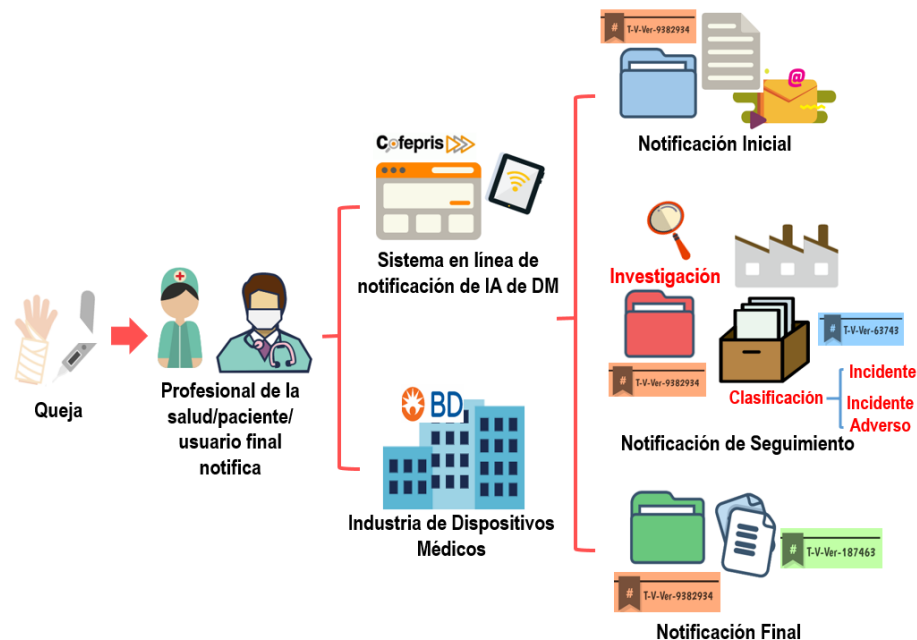 Queja
Profesional de la
salud/paciente/
usuario final
notifica
Cofepris
Sistema en línea de
notificación de IA de DM
BD
Industria de Dispositivos
Médicos
# T-V-Ver-9382934
@
Notificación Inicial
Investigación
# T-V-Ver-9382934
# T-V-Ver-63743
Clasificación
Incidente
Incidente
Adverso
Notificación de Seguimiento
# T-V-Ver-187463
# T-V-Ver-9382934
Notificación Final